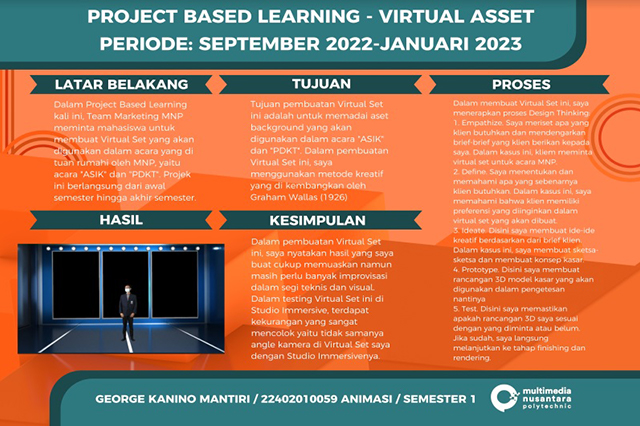 PROJECT BASED LEARNING - VIRTUAL ASSET
PERIODE: SEPTEMBER 2022-JANUARI 2023
LATAR BELAKANG
Dalam Project Based Learning
kali ini, Team Marketing MNP
meminta mahasiswa untuk
membuat Virtual Set yang akan
digunakan dalam acara yang di
tuan rumahi oleh MNP, yaitu
acara "ASIK" dan "PDKT". Projek
ini berlangsung dari awal
semester hingga akhir semester.
TUJUAN
Tujuan pembuatan Virtual Set
ini adalah untuk memadai aset
background yang akan
digunakan dalam acara "ASIK"
dan "PDKT". Dalam pembuatan
Virtual Set ini, saya
menggunakan metode kreatif
yang di kembangkan oleh
Graham Wallas (1926)
PROSES
Dalam membuat Virtual Set ini, saya
menerapkan proses Design Thinking:
1. Empathize. Saya meriset apa yang
klien butuhkan dan mendengarkan
brief-brief yang klien berikan kepada
saya. Dalam kasus ini, klien meminta
virtual set untuk acara MNP.
2. Define. Saya menentukan dan
memahami apa yang sebenarnya
klien butuhkan. Dalam kasus ini, saya
memahami bahwa klien memiliki
preferensi yang diinginkan dalam
virtual set yang akan dibuat.
3. Ideate. Disini saya membuat ide-ide
kreatif berdasarkan dari brief klien.
Dalam kasus ini, saya membuat sketsa-
sketsa dan membuat konsep kasar.
4. Prototype. Disini saya membuat
rancangan 3D model kasar yang akan
digunakan dalam pengetesan
nantinya
5. Test. Disini saya memastikan
apakah rancangan 3D saya sesuai
dengan yang diminta atau belum.
Jika sudah, saya langsung
melanjutkan ke tahap finishing dan
rendering.
HASIL
KESIMPULAN
Dalam pembuatan Virtual Set
ini, saya nyatakan hasil yang saya
buat cukup memuaskan namun
masih perlu banyak improvisasi
dalam segi teknis dan visual.
Dalam testing Virtual Set ini di
Studio Immersive, terdapat
kekurangan yang sangat
mencolok yaitu tidak samanya
angle kamera di Virtual Set saya
dengan Studio Immersivenya.
GEORGE KANINO MANTIRI / 22402010059 ANIMASI / SEMESTER 1
multimedia
nusantara
polytechnic